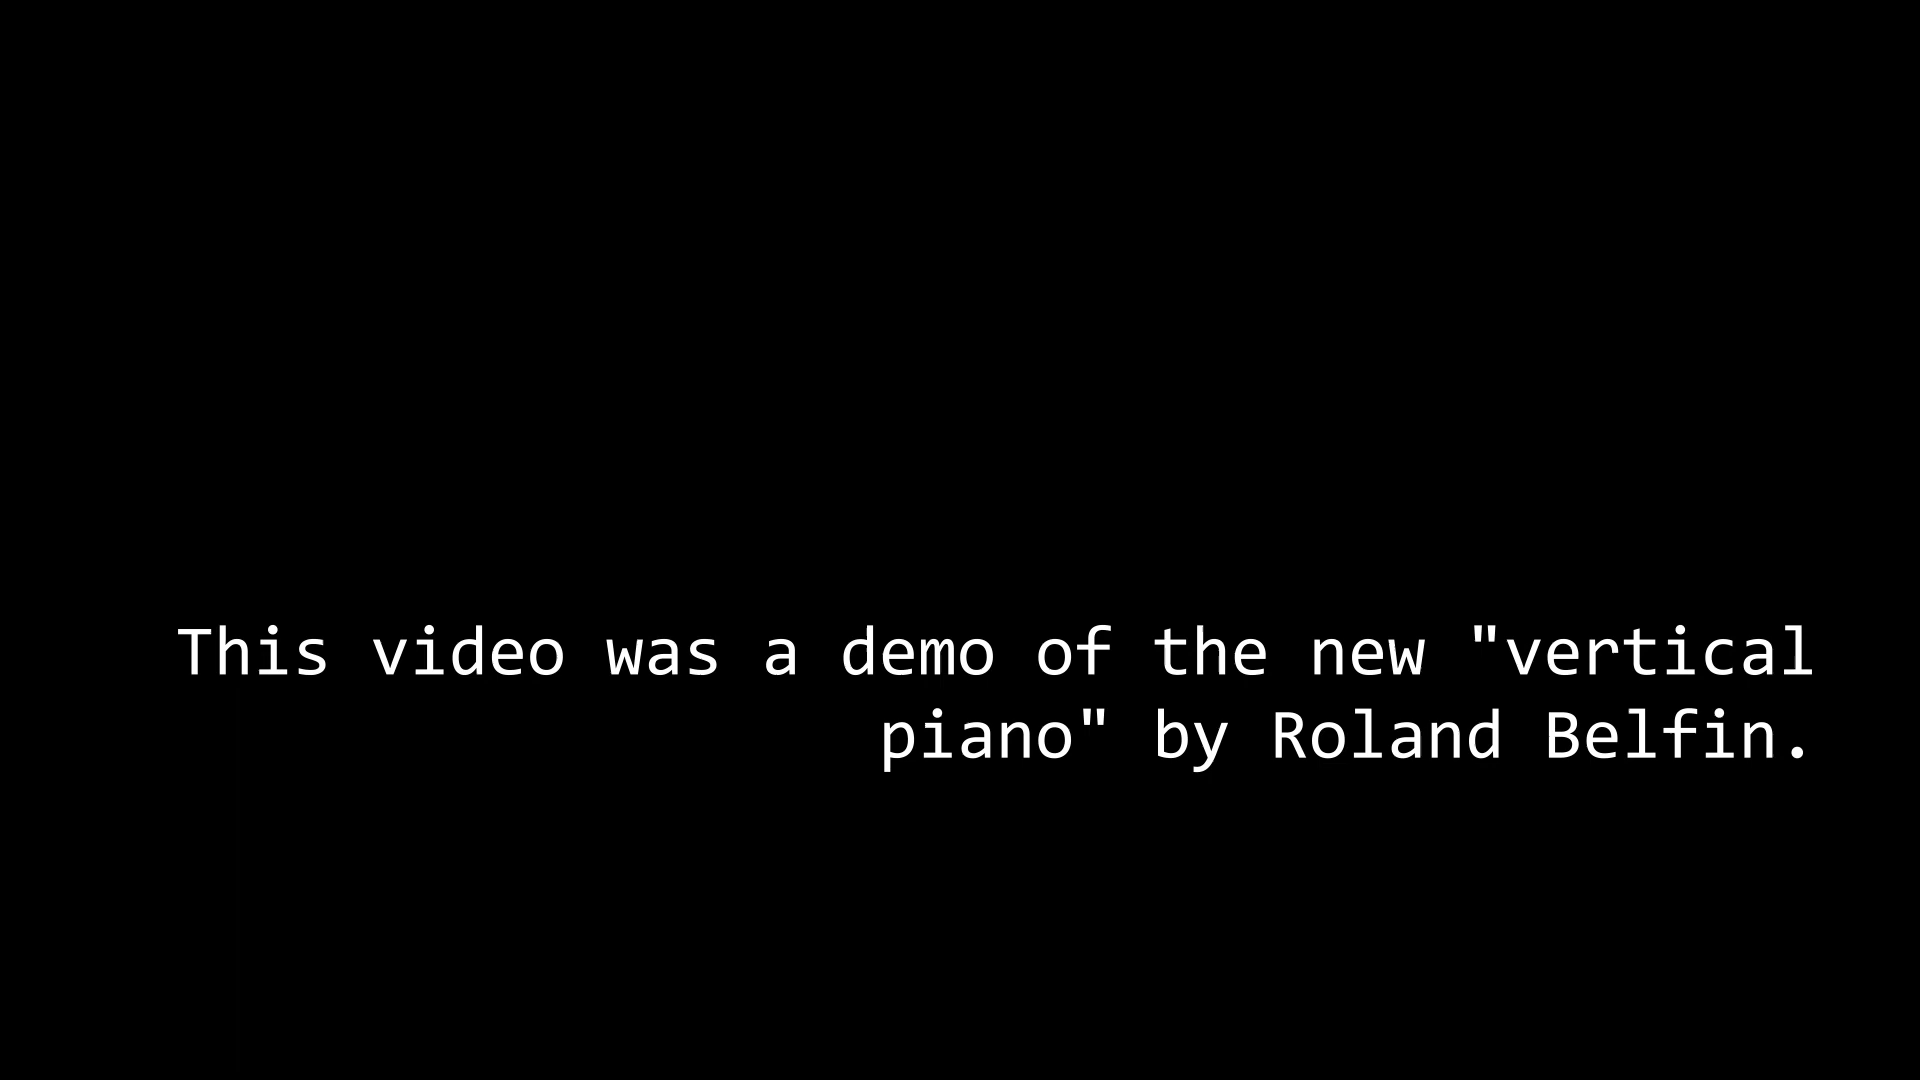 This video was a demo of the new "vertical
piano" by Roland Belfin.